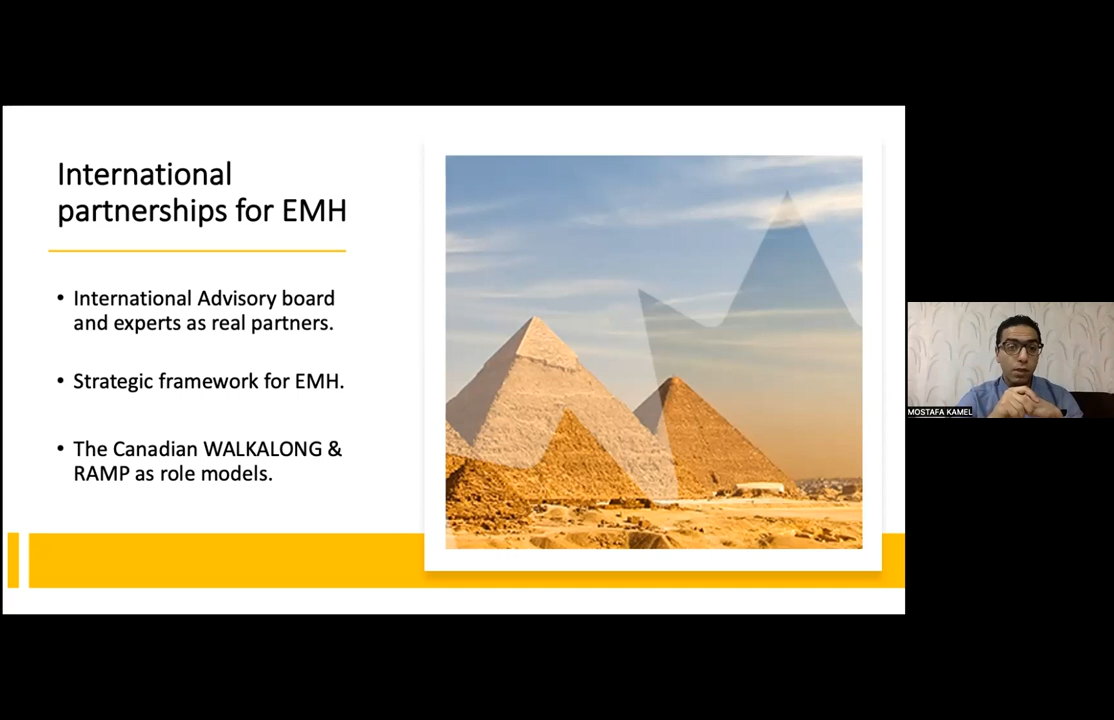 International
partnerships for EMH
• International Advisory board
and experts as real partners.
• Strategic framework for EMH.
• The Canadian WALKALONG &
RAMP as role models.
MOSTAFA KAMEL